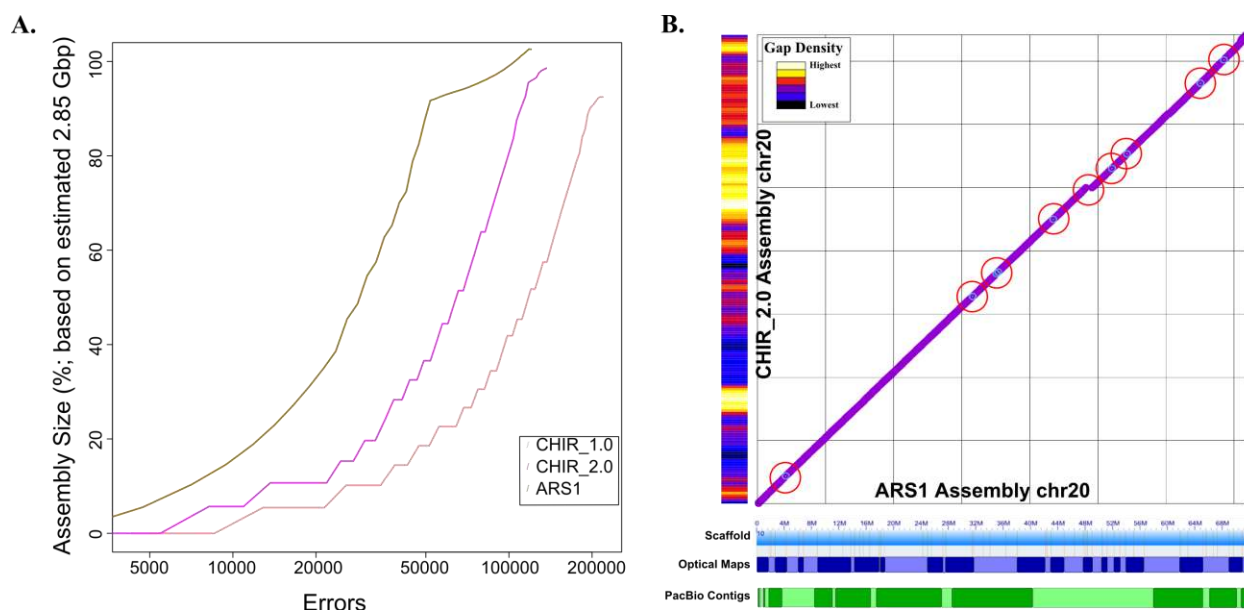 A.
Assembly Size (%; based on estimated 2.85 Gbp)
100
80
60
40
20
0
5000 10000 20000 50000 100000 200000
Errors
CHIR_1.0
CHIR_2.0
ARS1
B.
Gap Density
Highest
Lowest
CHIR_2.0 Assembly chr20
ARS1 Assembly chr20
Scaffold
0 4M 8M 12M 16M 20M 24M 28M 32M 36M 40M 44M 48M 52M 56M 60M 64M 68M
Optical Maps
PacBio Contigs